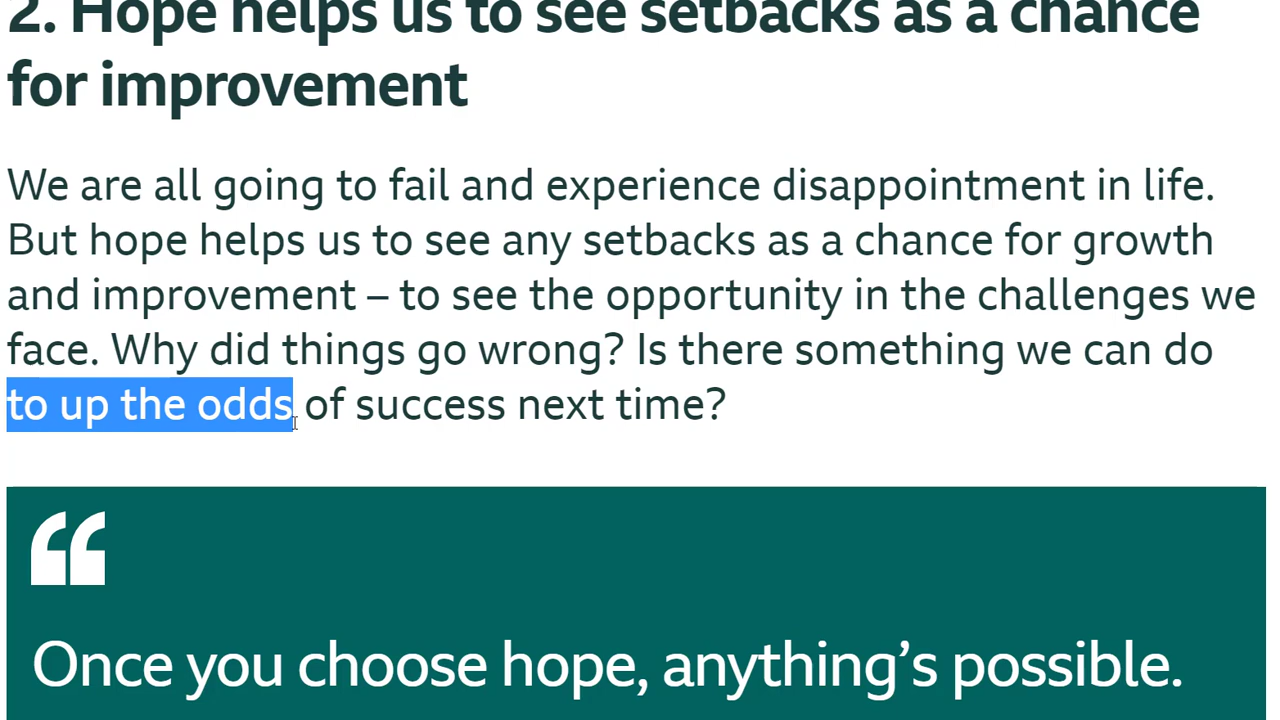 2. Hope helps us to see setbacks as a chance
for improvement
We are all going to fail and experience disappointment in life.
But hope helps us to see any setbacks as a chance for growth
and improvement – to see the opportunity in the challenges we
face. Why did things go wrong? Is there something we can do
to up the odds of success next time?
“
Once you choose hope, anything’s possible.